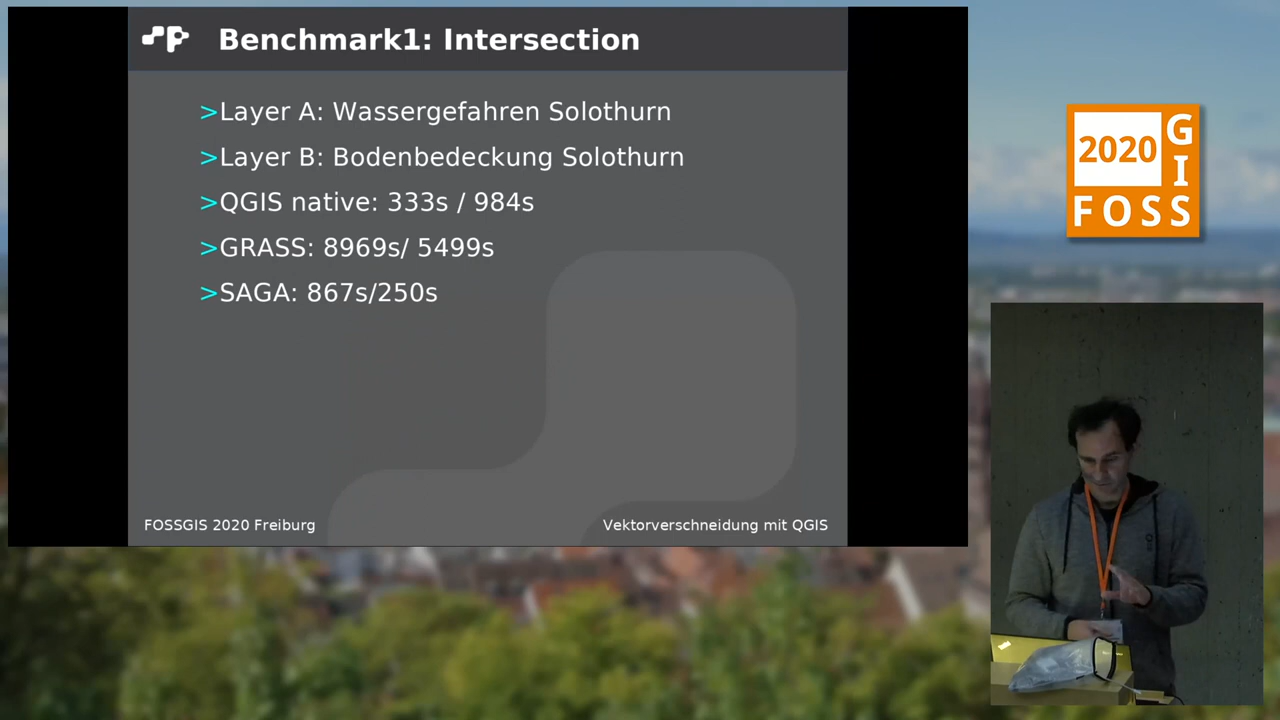 Benchmark1: Intersection
>Layer A: Wassergefahren Solothurn
>Layer B: Bodenbedeckung Solothurn
>QGIS native: 333s / 984s
>GRASS: 8969s/ 5499s
>SAGA: 867s/250s
FOSSGIS 2020 Freiburg
Vektorverschneidung mit QGIS
2020 G
I
FOSS